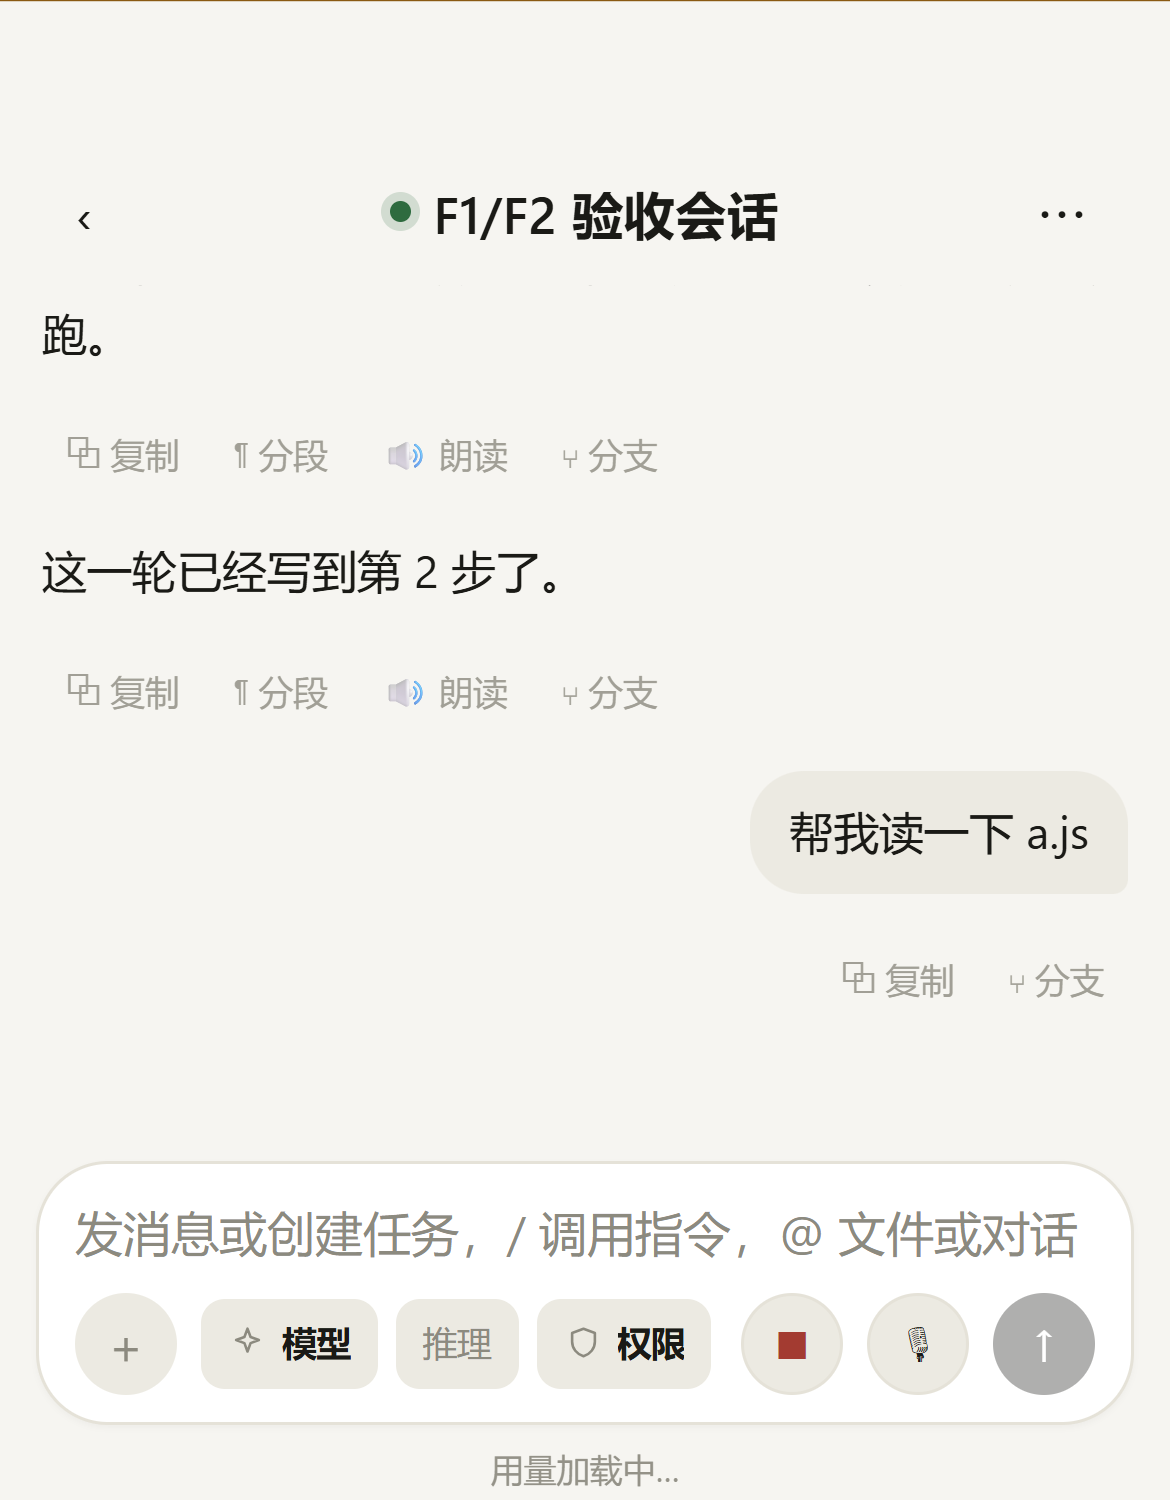 F1/F2 验收会话
跑。
复制 分段 朗读 分支
这一轮已经写到第 2 步了。
复制 分段 朗读 分支
帮我读一下 a.js
复制 分支
发消息或创建任务，/ 调用指令，@ 文件或对话
模型 推理 权限
用量加载中...